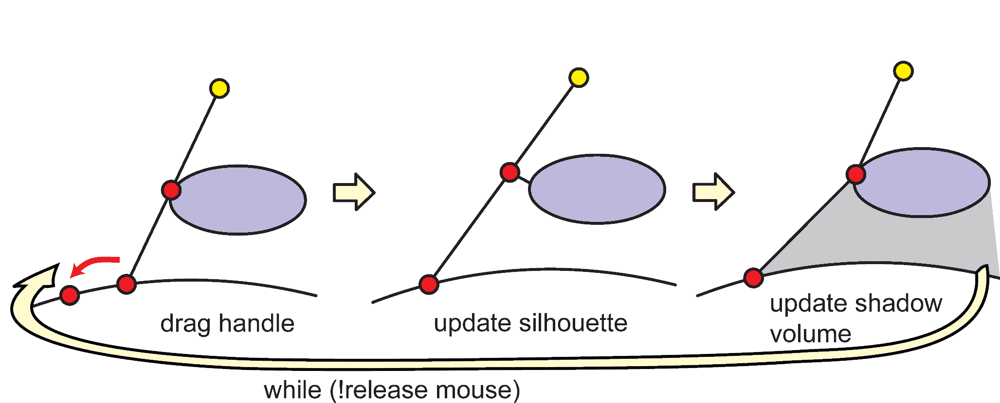 drag handle
update silhouette
update shadow
volume
while (!release mouse)